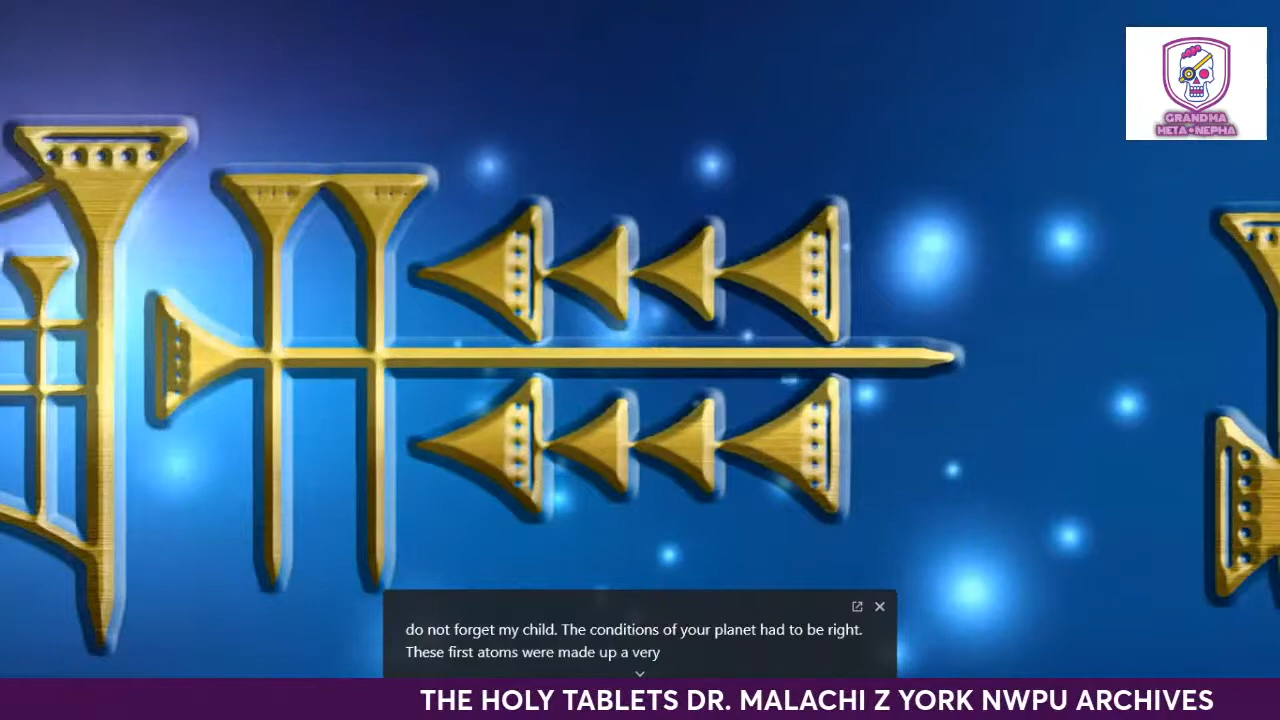 GRANDMA
META•NEPHA
do not forget my child. The conditions of your planet had to be right.
These first atoms were made up a very
THE HOLY TABLETS DR. MALACHI Z YORK NWPU ARCHIVES